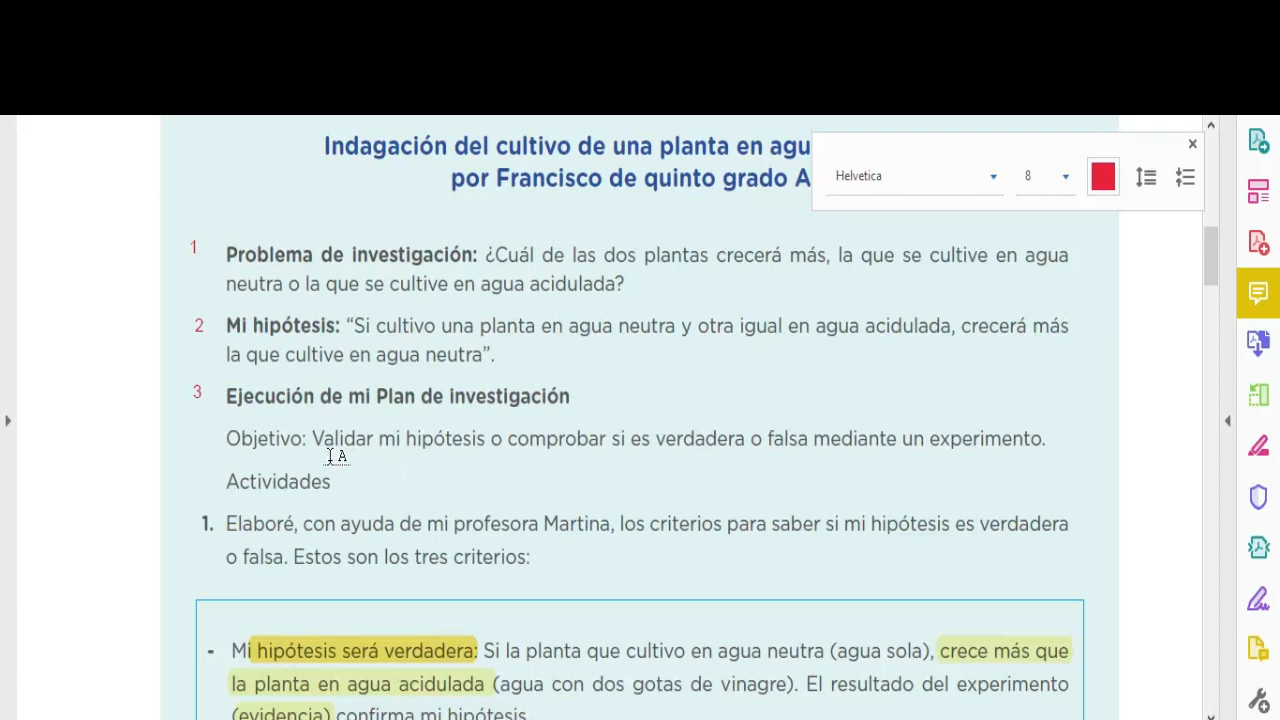 Indagación del cultivo de una planta en agu
por Francisco de quinto grado A
Helvetica
8
1
Problema de investigación: ¿Cuál de las dos plantas crecerá más, la que se cultive en agua
neutra o la que se cultive en agua acidulada?
2
Mi hipótesis: “Si cultivo una planta en agua neutra y otra igual en agua acidulada, crecerá más
la que cultive en agua neutra”.
3
Ejecución de mi Plan de investigación
Objetivo: Validar mi hipótesis o comprobar si es verdadera o falsa mediante un experimento.
Actividades
1. Elaboré, con ayuda de mi profesora Martina, los criterios para saber si mi hipótesis es verdadera
o falsa. Estos son los tres criterios:
- Mi hipótesis será verdadera: Si la planta que cultivo en agua neutra (agua sola), crece más que
la planta en agua acidulada (agua con dos gotas de vinagre). El resultado del experimento
(evidencia) confirma mi hipótesis.